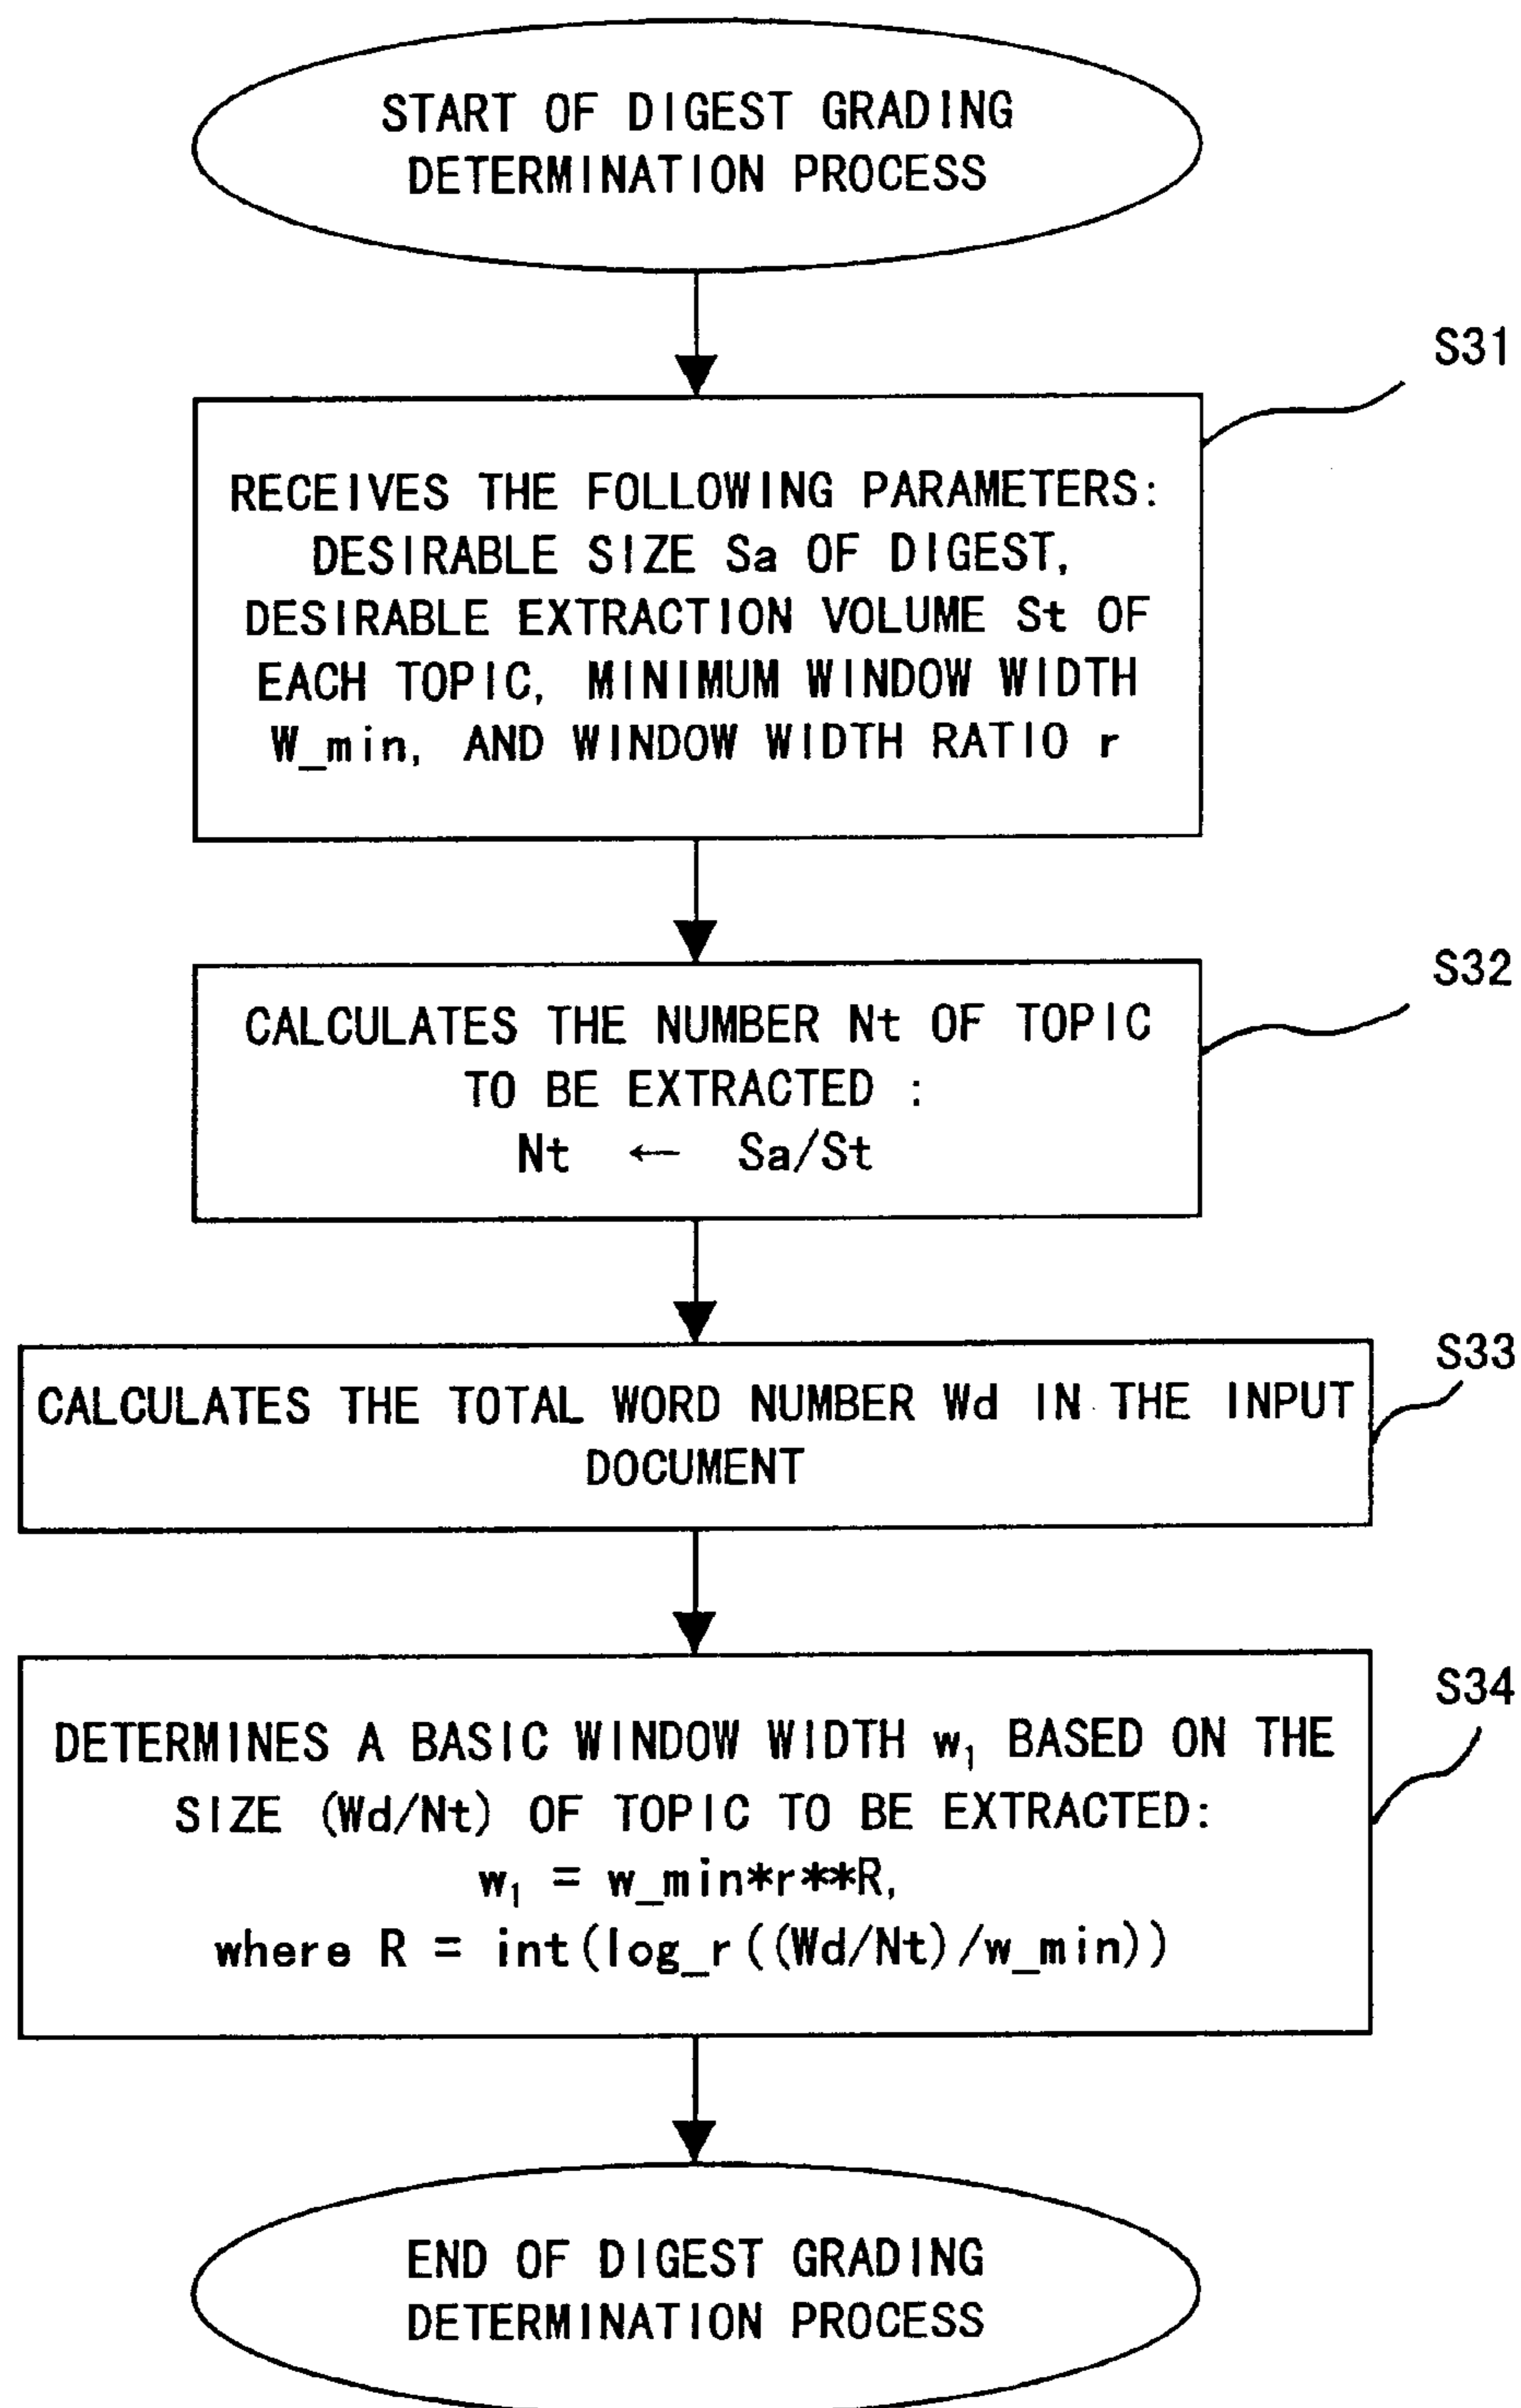 START OF DIGEST GRADING
DETERMINATION PROCESS
S31
RECEIVES THE FOLLOWING PARAMETERS:
DESIRABLE SIZE Sa OF DIGEST,
DESIRABLE EXTRACTION VOLUME St OF
EACH TOPIC, MINIMUM WINDOW WIDTH
W_min, AND WINDOW WIDTH RATIO r
S32
CALCULATES THE NUMBER Nt OF TOPIC
TO BE EXTRACTED :
Nt ← Sa/St
S33
CALCULATES THE TOTAL WORD NUMBER Wd IN THE INPUT
DOCUMENT
S34
DETERMINES A BASIC WINDOW WIDTH w₁ BASED ON THE
SIZE (Wd/Nt) OF TOPIC TO BE EXTRACTED:
w₁ = w_min*r**R,
where R = int(log_r((Wd/Nt)/w_min))
END OF DIGEST GRADING
DETERMINATION PROCESS